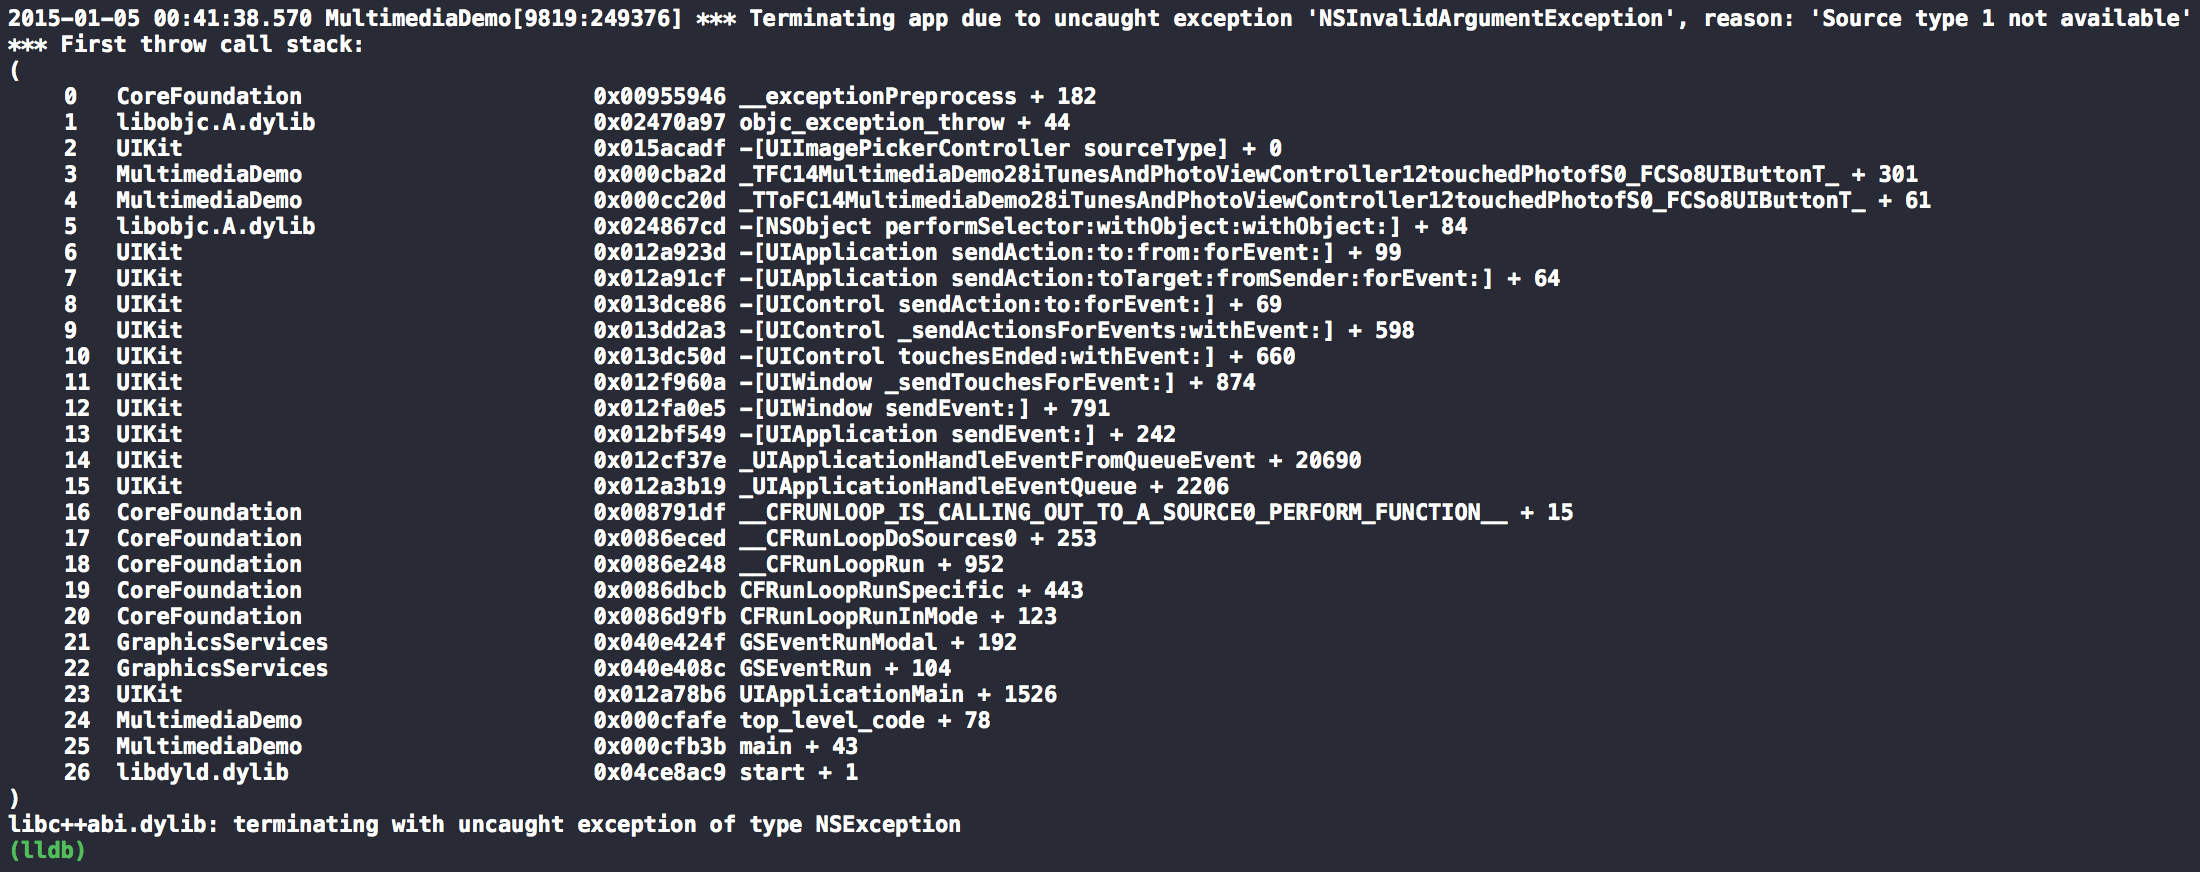 2015-01-05 00:41:38.570 MultimediaDemo[9819:249376] *** Terminating app due to uncaught exception 'NSInvalidArgumentException', reason: 'Source type 1 not available'
*** First throw call stack:
(
0 CoreFoundation 0x00955946 __exceptionPreprocess + 182
1 libobjc.A.dylib 0x02470a97 objc_exception_throw + 44
2 UIKit 0x015acadf -[UIImagePickerController sourceType] + 0
3 MultimediaDemo 0x000cba2d _TFC14MultimediaDemo28iTunesAndPhotoViewController12touchedPhotofS0_FCSo8UIButtonT_ + 301
4 MultimediaDemo 0x000cc20d _TToFC14MultimediaDemo28iTunesAndPhotoViewController12touchedPhotofS0_FCSo8UIButtonT_ + 61
5 libobjc.A.dylib 0x024867cd -[NSObject performSelector:withObject:withObject:] + 84
6 UIKit 0x012a923d -[UIApplication sendAction:to:from:forEvent:] + 99
7 UIKit 0x012a91cf -[UIApplication sendAction:toTarget:fromSender:forEvent:] + 64
8 UIKit 0x013dce86 -[UIControl sendAction:to:forEvent:] + 69
9 UIKit 0x013dd2a3 -[UIControl _sendActionsForEvents:withEvent:] + 598
10 UIKit 0x013dc50d -[UIControl touchesEnded:withEvent:] + 660
11 UIKit 0x012f960a -[UIWindow _sendTouchesForEvent:] + 874
12 UIKit 0x012fa0e5 -[UIWindow sendEvent:] + 791
13 UIKit 0x012bf549 -[UIApplication sendEvent:] + 242
14 UIKit 0x012cf37e _UIApplicationHandleEventFromQueueEvent + 20690
15 UIKit 0x012a3b19 _UIApplicationHandleEventQueue + 2206
16 CoreFoundation 0x008791df __CFRUNLOOP_IS_CALLING_OUT_TO_A_SOURCE0_PERFORM_FUNCTION__ + 15
17 CoreFoundation 0x0086eced __CFRunLoopDoSources0 + 253
18 CoreFoundation 0x0086e248 __CFRunLoopRun + 952
19 CoreFoundation 0x0086dbcb CFRunLoopRunSpecific + 443
20 CoreFoundation 0x0086d9fb CFRunLoopRunInMode + 123
21 GraphicsServices 0x040e424f GSEventRunModal + 192
22 GraphicsServices 0x040e408c GSEventRun + 104
23 UIKit 0x012a78b6 UIApplicationMain + 1526
24 MultimediaDemo 0x000cfafe top_level_code + 78
25 MultimediaDemo 0x000cfb3b main + 43
26 libdyld.dylib 0x04ce8ac9 start + 1
)
libc++abi.dylib: terminating with uncaught exception of type NSException
(lldb)